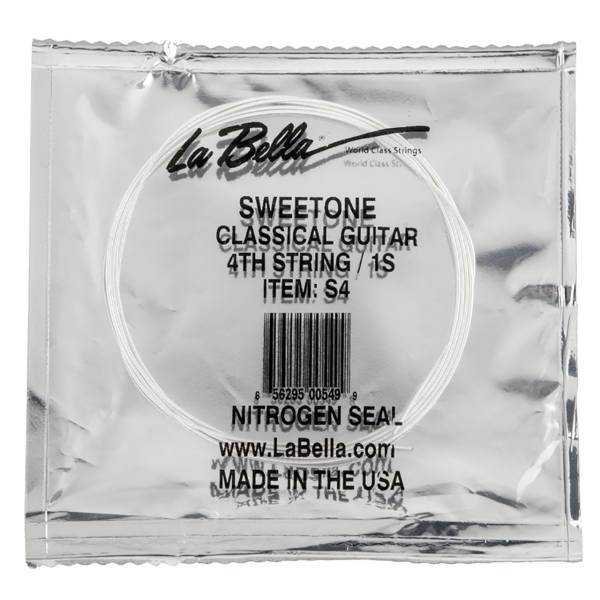 La Bella® World Class Strings
SWEETONE
CLASSICAL GUITAR
4TH STRING / 1S
ITEM: S4
6 56295 00549 9
NITROGEN SEAL
www.LaBella.com
MADE IN THE USA